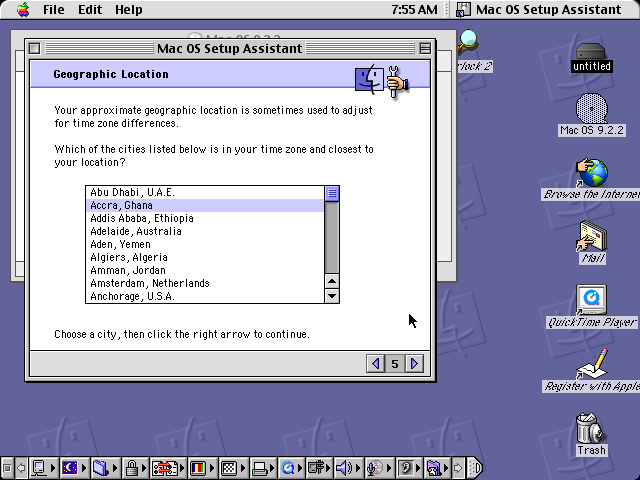 File Edit Help 7:55 AM Mac OS Setup Assistant
Mac OS 9.2.2
rlock 2
Mac OS Setup Assistant
Geographic Location
Your approximate geographic location is sometimes used to adjust
for time zone differences.
Which of the cities listed below is in your time zone and closest to
your location?
Abu Dhabi, U.A.E.
Accra, Ghana
Addis Ababa, Ethiopia
Adelaide, Australia
Aden, Yemen
Algiers, Algeria
Amman, Jordan
Amsterdam, Netherlands
Anchorage, U.S.A.
Choose a city, then click the right arrow to continue.
5
untitled
Mac OS 9.2.2
Browse the Internet
Mail
QuickTime Player
Register with Apple
Trash